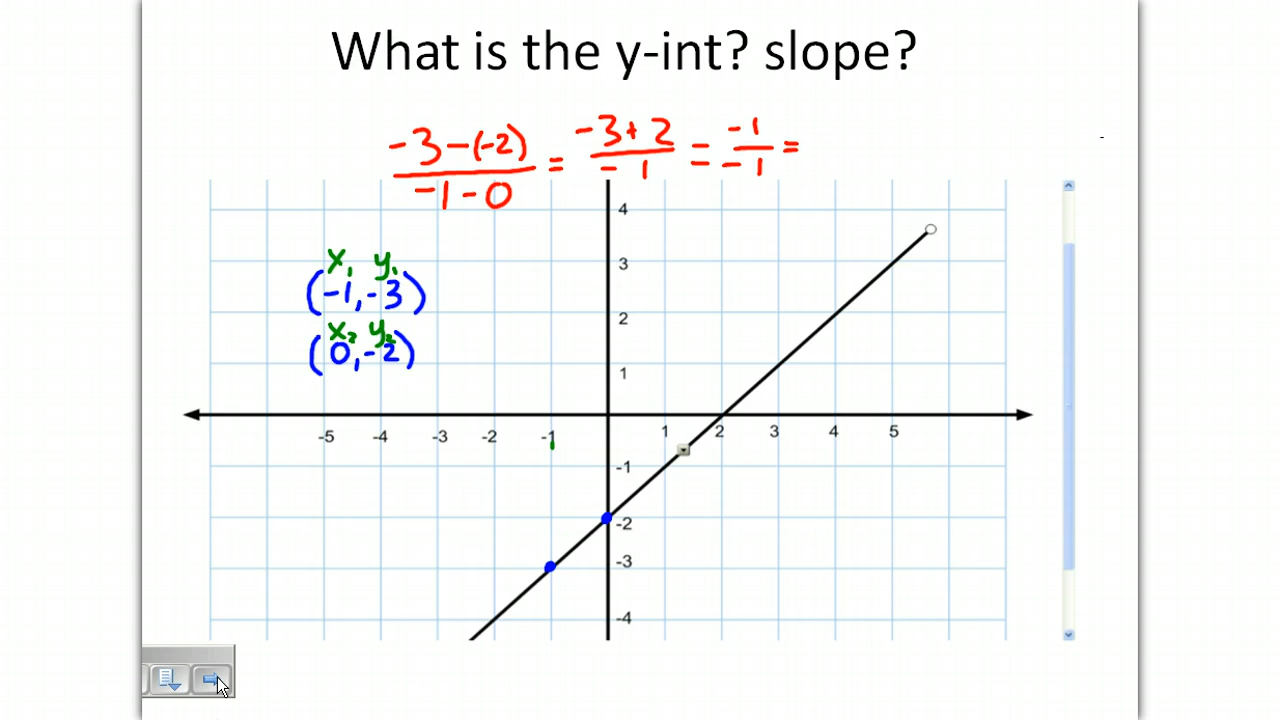 What is the y-int? slope?
-3-(-2) / -1-0 = -3+2 / -1 = -1 / -1 =
4
x₁ y₁
3
(-1,-3)
2
x₂ y₂
(0,-2)
1
-5 -4 -3 -2 -1 1 2 3 4 5
-1
-2
-3
-4